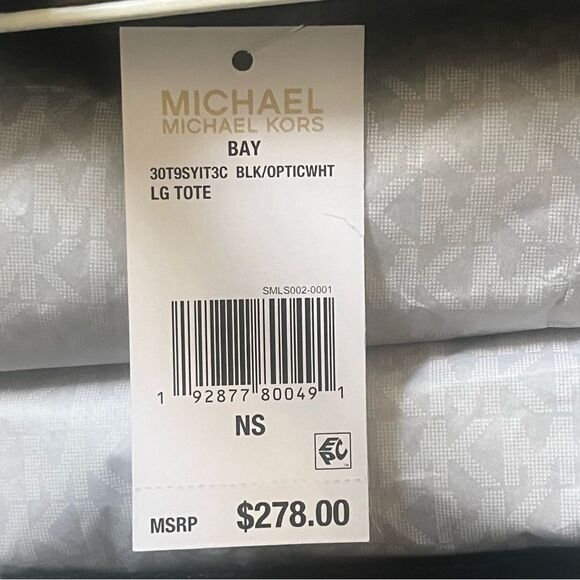 MICHAEL
MICHAEL KORS
BAY
30T9SYIT3C BLK/OPTICWHT
LG TOTE
SMLS002-0001
1 92877 80049 1
NS
EPC
MSRP $278.00